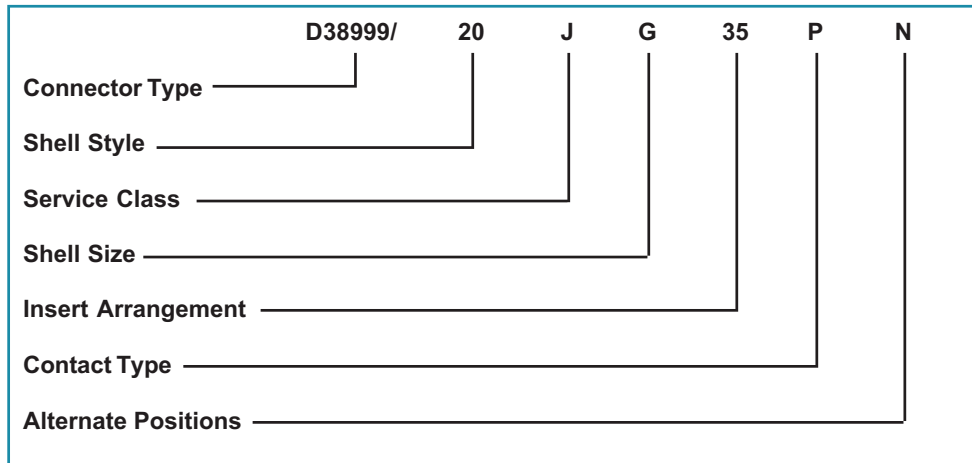 D38999/ 20 J G 35 P N
Connector Type
Shell Style
Service Class
Shell Size
Insert Arrangement
Contact Type
Alternate Positions